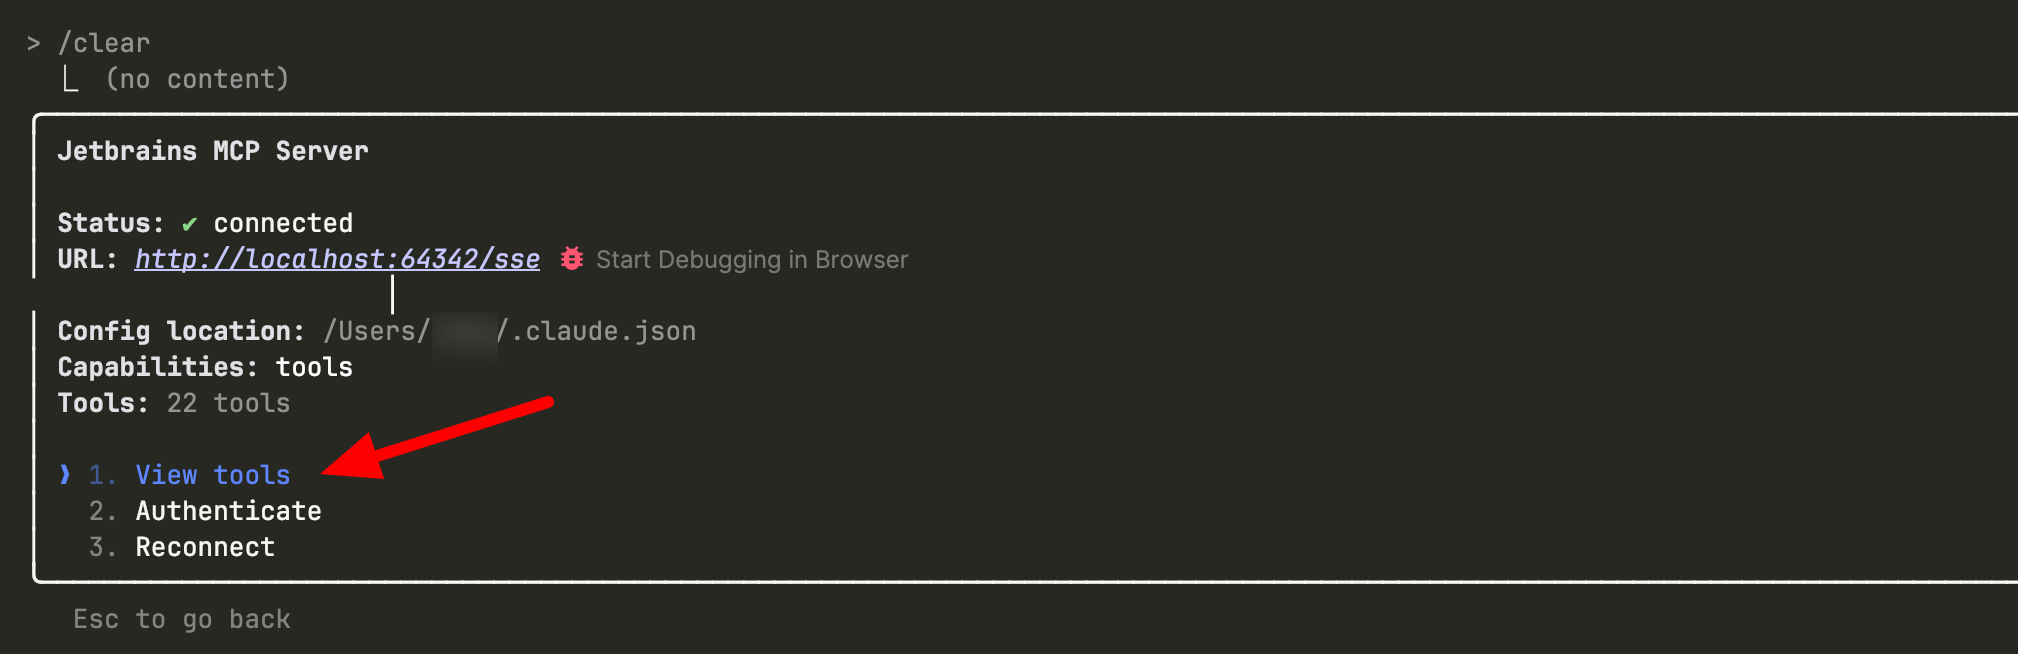 > /clear
(no content)
Jetbrains MCP Server
Status: ✔ connected
URL: http://localhost:64342/sse Start Debugging in Browser
Config location: /Users/ /.claude.json
Capabilities: tools
Tools: 22 tools
❯ 1. View tools
2. Authenticate
3. Reconnect
Esc to go back